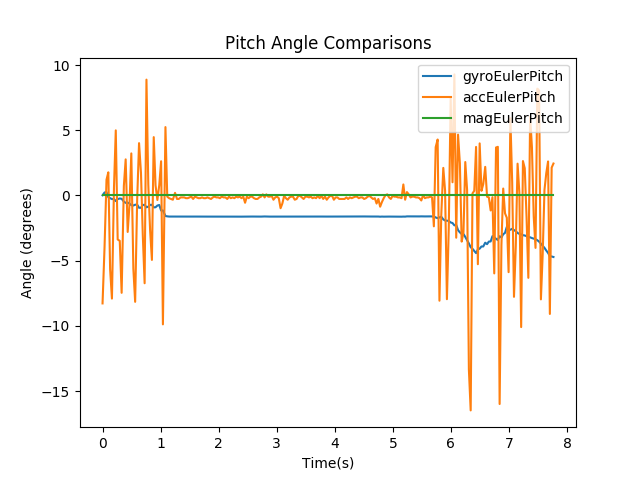 Pitch Angle Comparisons
gyroEulerPitch
accEulerPitch
magEulerPitch
Angle (degrees)
10
5
0
−5
−10
−15
0 1 2 3 4 5 6 7 8
Time(s)